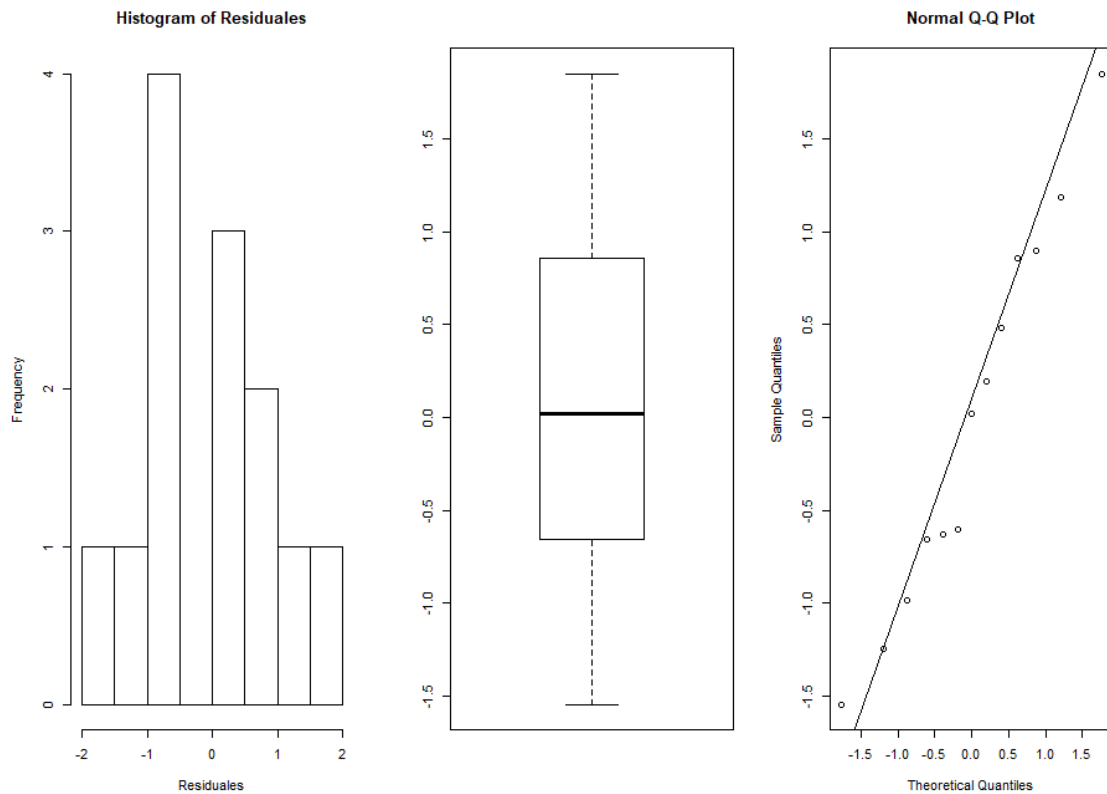 Histogram of Residuales
Frequency
4
3
2
1
0
-2 -1 0 1 2
Residuales
1.5
1.0
0.5
0.0
-0.5
-1.0
-1.5
Normal Q-Q Plot
Sample Quantiles
1.5
1.0
0.5
0.0
-0.5
-1.0
-1.5
-1.5 -1.0 -0.5 0.0 0.5 1.0 1.5
Theoretical Quantiles